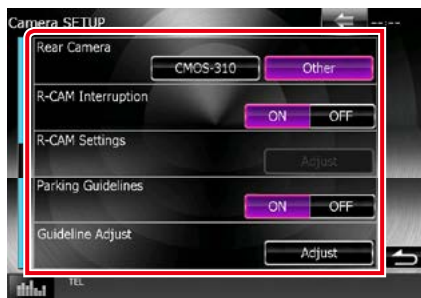 Camera SETUP
--:--
Rear Camera
CMOS-310 Other
R-CAM Interruption
ON OFF
R-CAM Settings
Adjust
Parking Guidelines
ON OFF
Guideline Adjust
Adjust
TEL